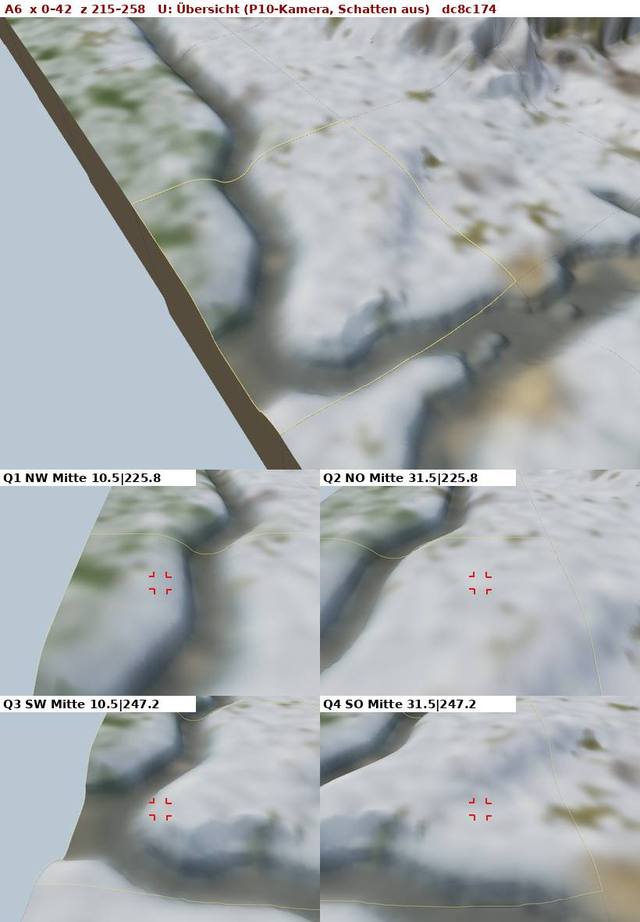 A6 x 0-42 z 215-258 U: Übersicht (P10-Kamera, Schatten aus) dc8c174
Q1 NW Mitte 10.5|225.8
Q2 NO Mitte 31.5|225.8
Q3 SW Mitte 10.5|247.2
Q4 SO Mitte 31.5|247.2